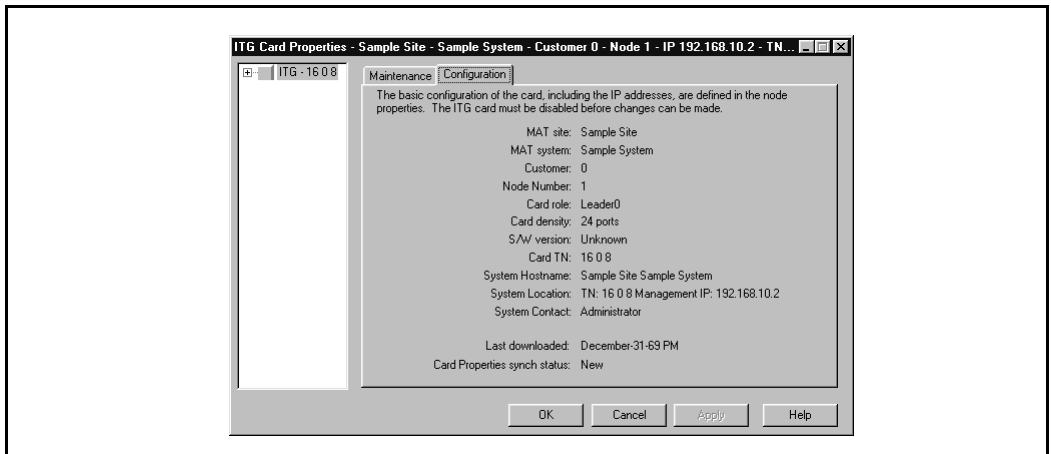 ITG Card Properties - Sample Site - Sample System - Customer 0 - Node 1 - IP 192.168.10.2 - TN...
ITG - 16 0 8
Maintenance Configuration
The basic configuration of the card, including the IP addresses, are defined in the node
properties. The ITG card must be disabled before changes can be made.
MAT site: Sample Site
MAT system: Sample System
Customer: 0
Node Number: 1
Card role: Leader0
Card density: 24 ports
S/W version: Unknown
Card TN: 16 0 8
System Hostname: Sample Site Sample System
System Location: TN: 16 0 8 Management IP: 192.168.10.2
System Contact: Administrator
Last downloaded: December-31-69 PM
Card Properties synch status: New
OK Cancel Apply Help